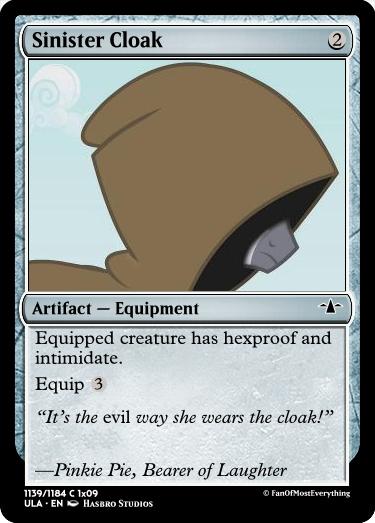 Sinister Cloak 2
Artifact — Equipment
Equipped creature has hexproof and
intimidate.
Equip 3
“It's the evil way she wears the cloak!”
—Pinkie Pie, Bearer of Laughter
1139/1184 C 1x09
ULA • EN Hasbro Studios
© FanOfMostEverything